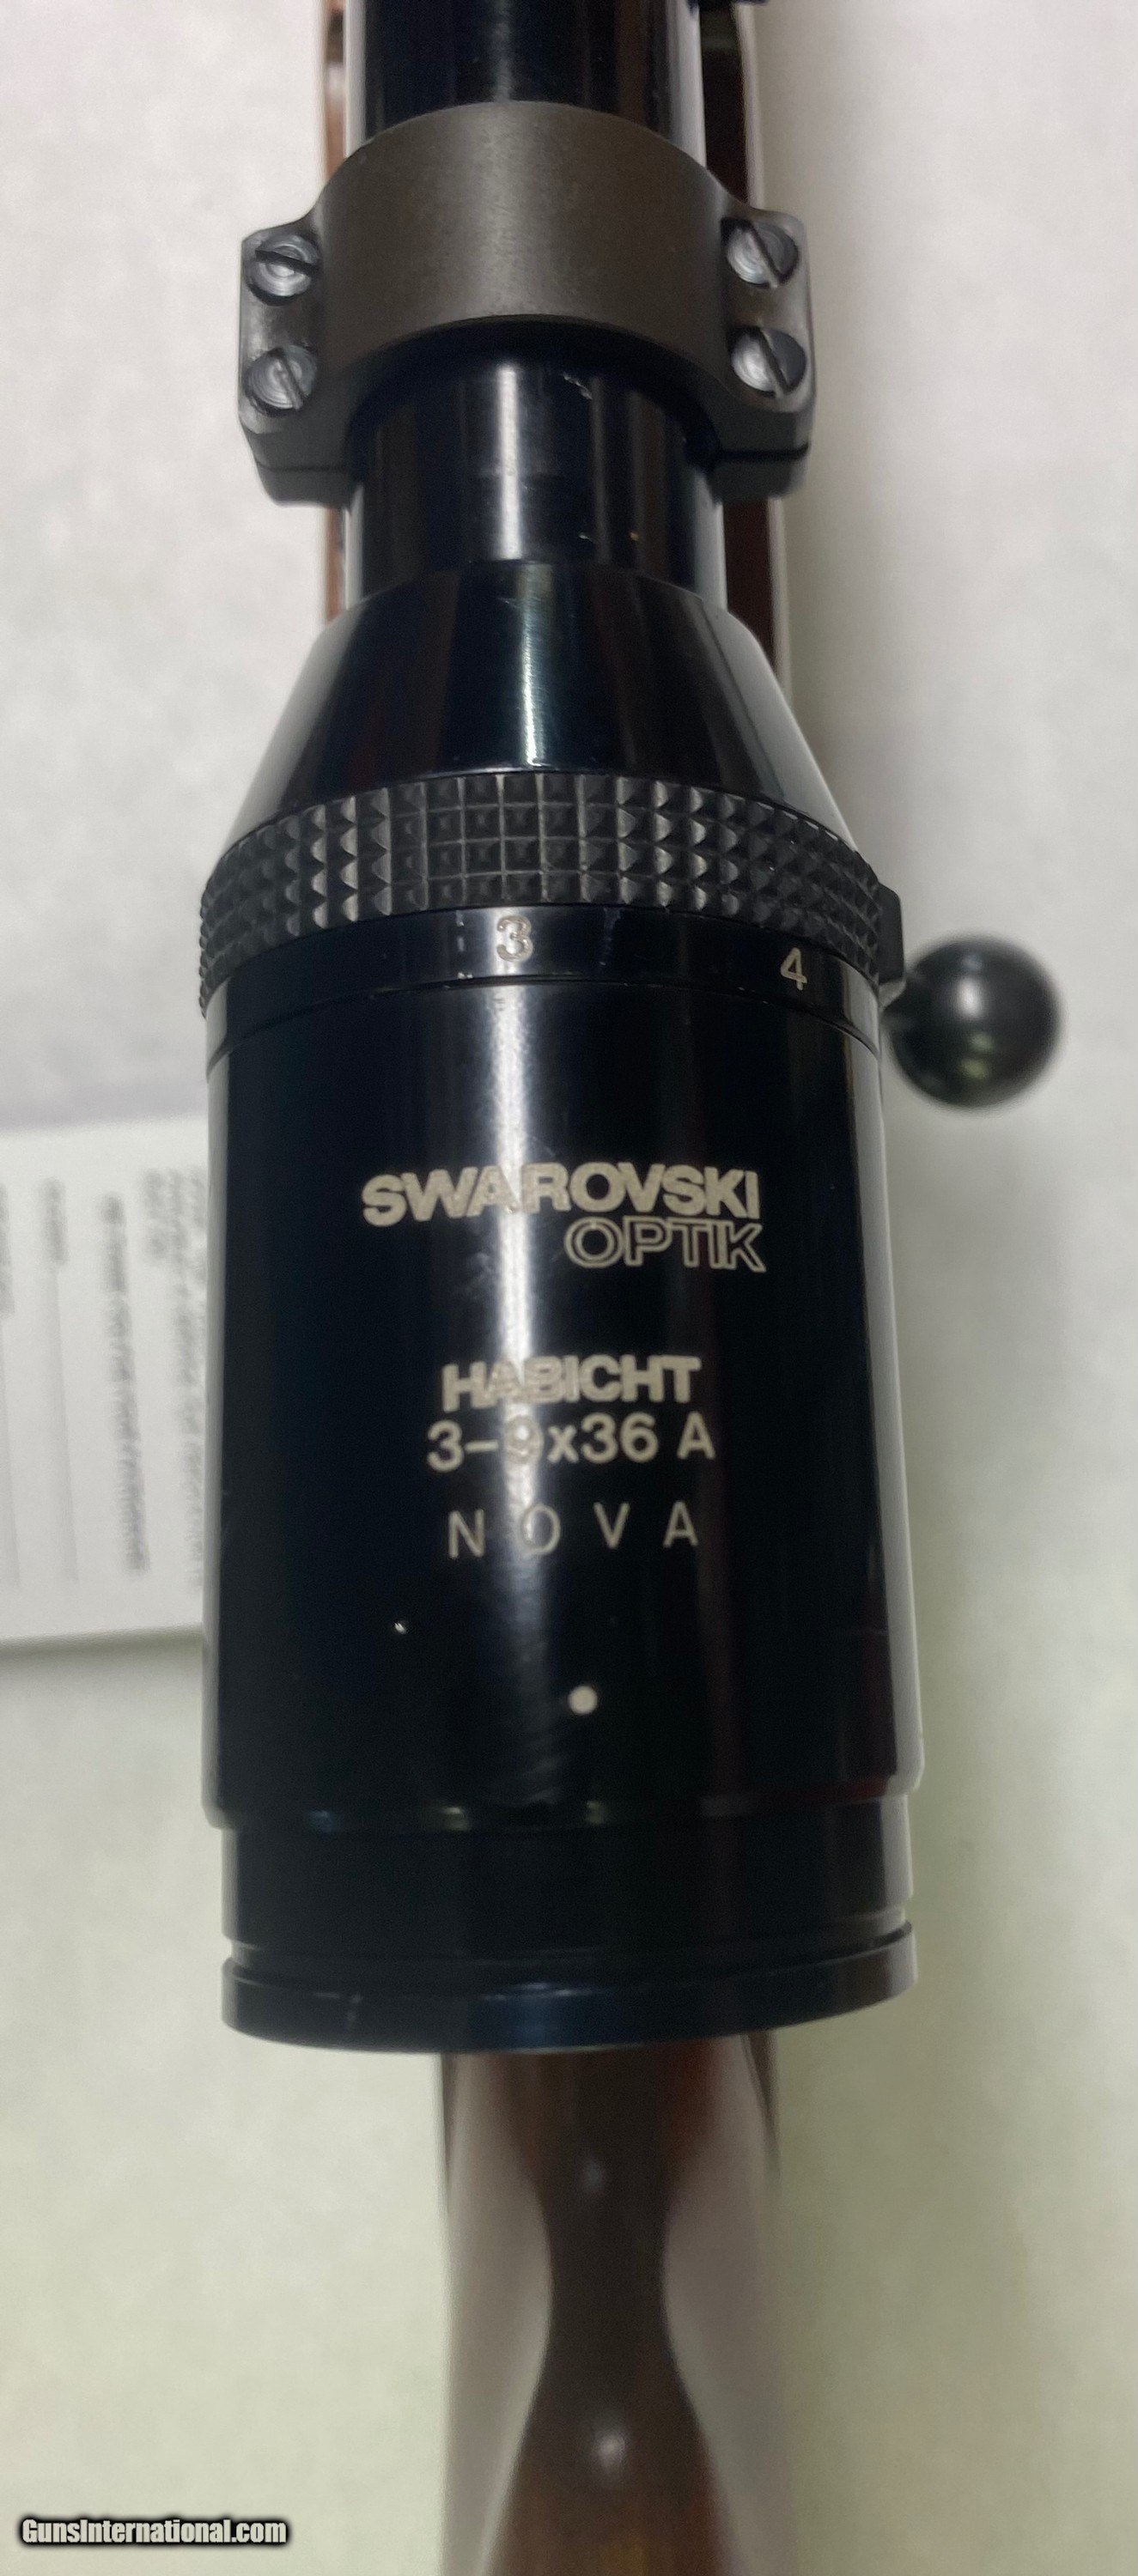 3 4
SWAROVSKI
OPTIK
HABICHT
3-9x36 A
NOVA
GunsInternational.com